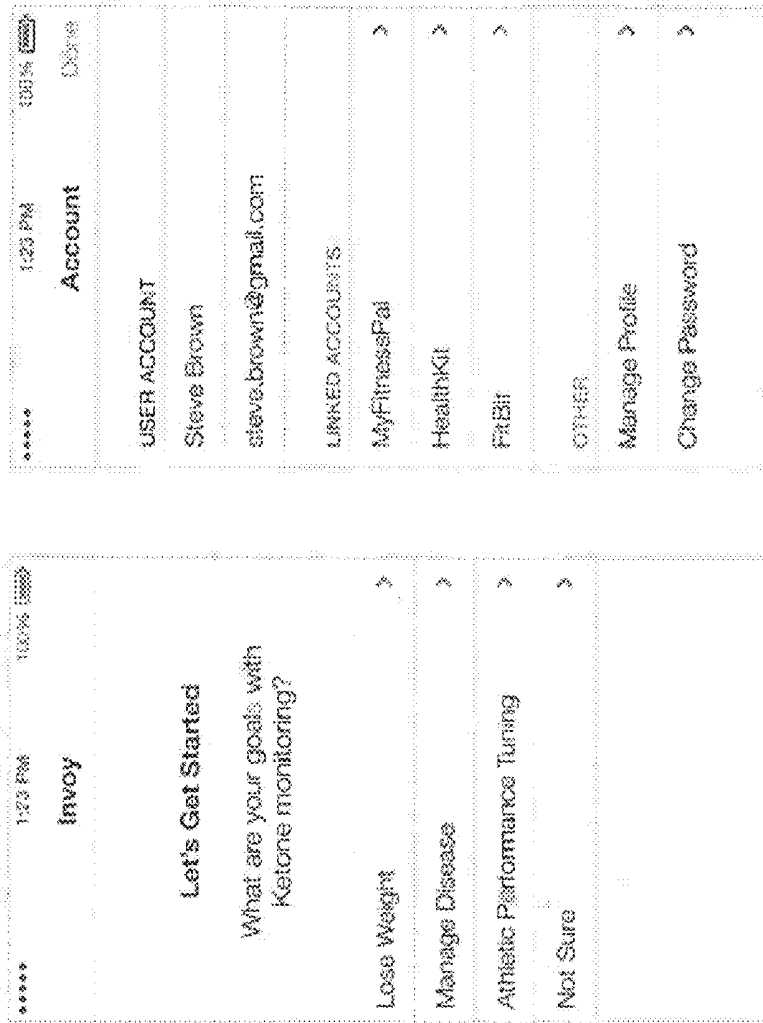 1:23 PM
100%
Invoy
Let's Get Started
What are your goals with
Ketone monitoring?
Lose Weight
Manage Disease
Athletic Performance Tuning
Not Sure
1:23 PM
100%
Account
Done
USER ACCOUNT
Steve Brown
steve.brown@gmail.com
LINKED ACCOUNTS
MyFitnessPal
HealthKit
FitBit
OTHER
Manage Profile
Change Password